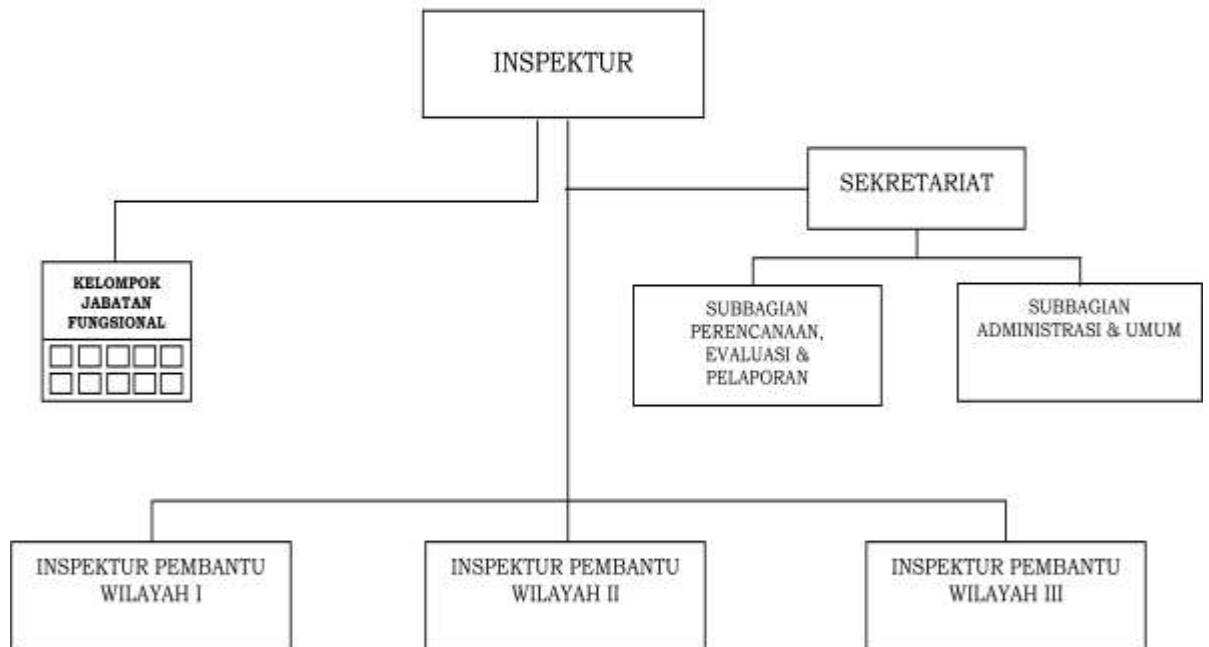 INSPEKTUR
SEKRETARIAT
KELOMPOK
JABATAN
FUNGSIONAL
SUBBAGIAN
PERENCANAAN,
EVALUASI &
PELAPORAN
SUBBAGIAN
ADMINISTRASI & UMUM
INSPEKTUR PEMBANTU
WILAYAH I
INSPEKTUR PEMBANTU
WILAYAH II
INSPEKTUR PEMBANTU
WILAYAH III